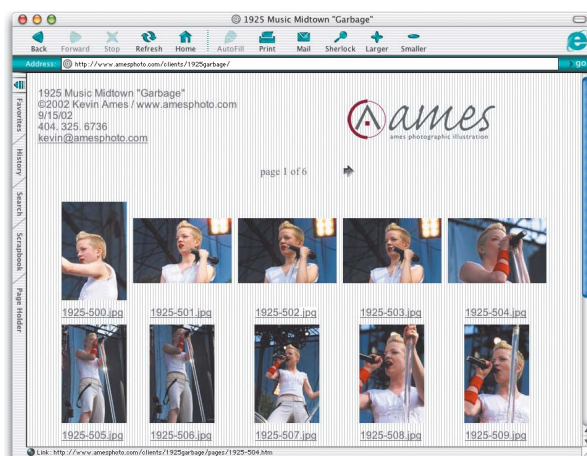 1925 Music Midtown "Garbage"
Back Forward Stop Refresh Home AutoFill Print Mail Sherlock Larger Smaller
Address: http://www.amesphoto.com/clients/1925garbage/ go
Favorites
History
Search
Scrapbook
Page Holder
1925 Music Midtown "Garbage"
©2002 Kevin Ames / www.amesphoto.com
9/15/02
404. 325. 6736
kevin@amesphoto.com
ames
ames photographic illustration
page 1 of 6
1925-500.jpg 1925-501.jpg 1925-502.jpg 1925-503.jpg 1925-504.jpg
1925-505.jpg 1925-506.jpg 1925-507.jpg 1925-508.jpg 1925-509.jpg
Link: http://www.amesphoto.com/clients/1925garbage/pages/1925-504.htm